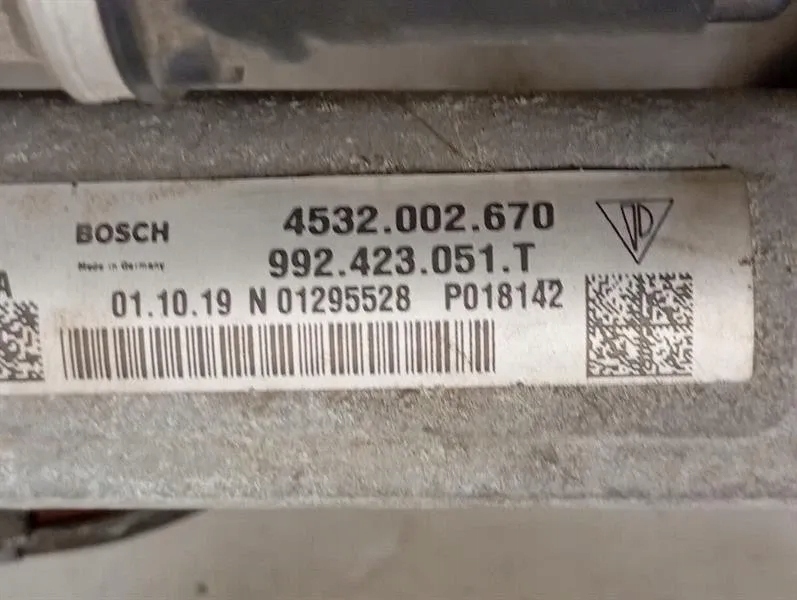 BOSCH 4532.002.670
Made in Germany 992.423.051.T
01.10.19 N 01295528 P018142
A